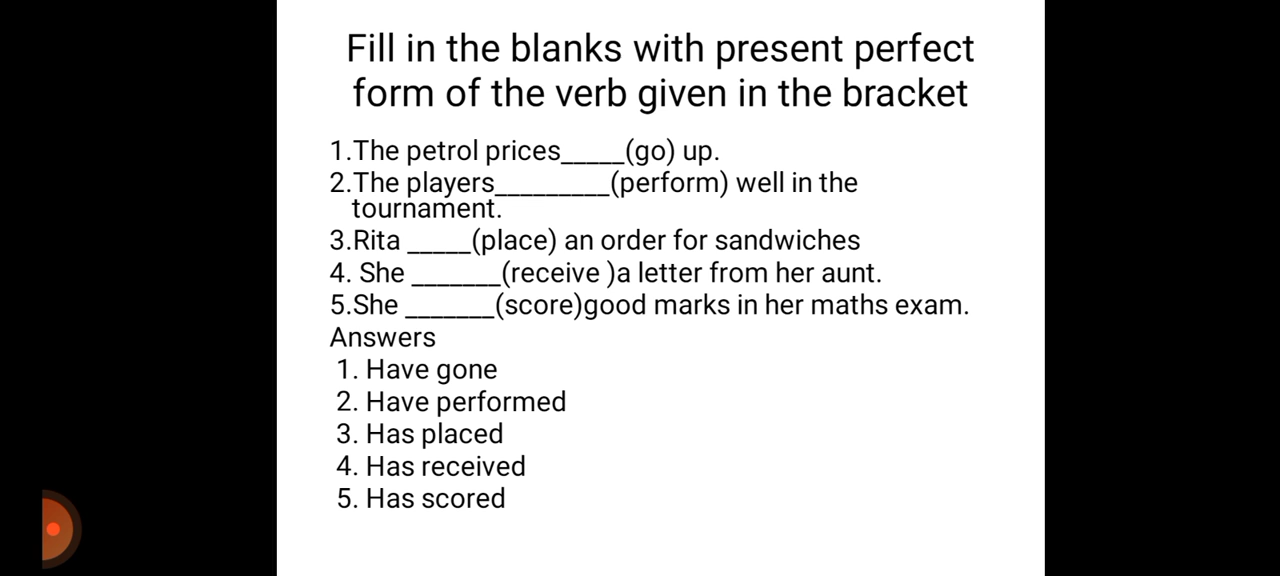 Fill in the blanks with present perfect
form of the verb given in the bracket
1.The petrol prices_____(go) up.
2.The players_________(perform) well in the
tournament.
3.Rita _____(place) an order for sandwiches
4. She _______(receive )a letter from her aunt.
5.She _______(score)good marks in her maths exam.
Answers
1. Have gone
2. Have performed
3. Has placed
4. Has received
5. Has scored